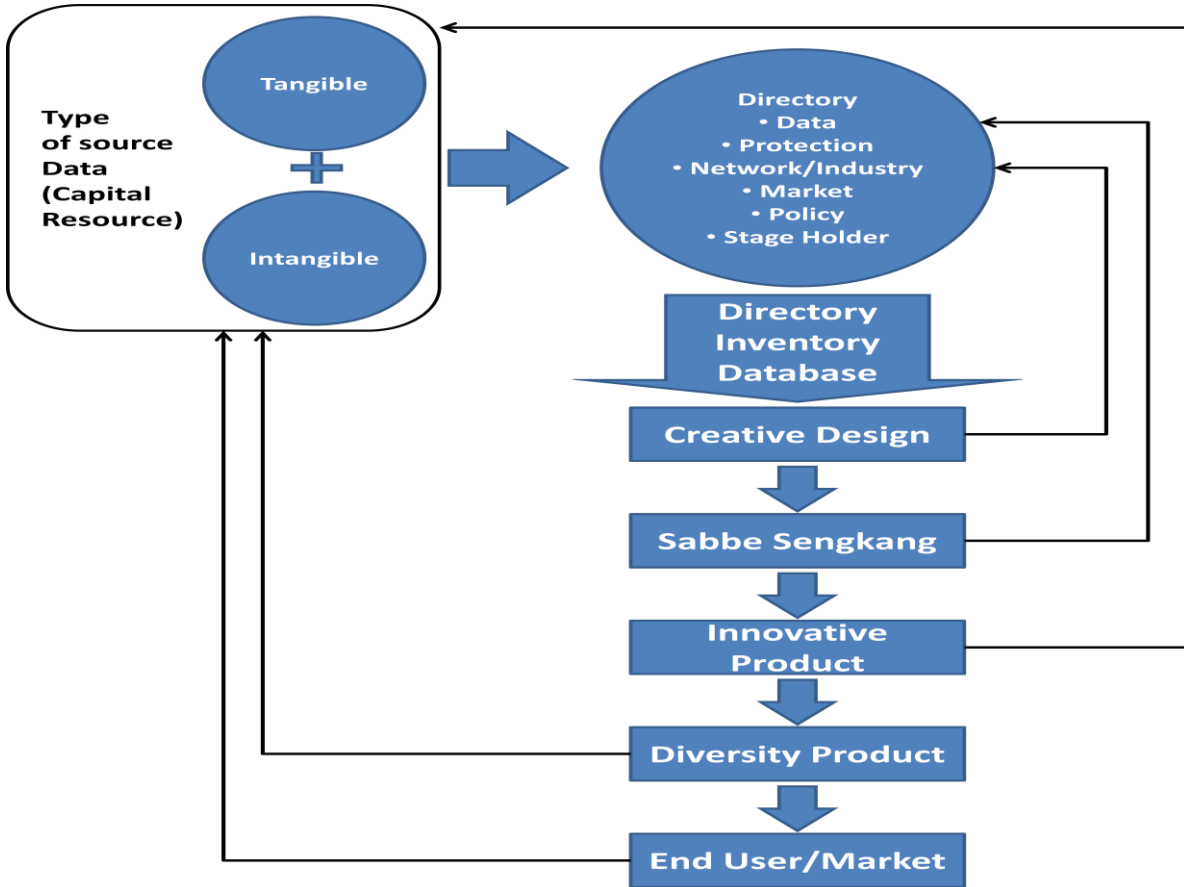 Type
of source
Data
(Capital
Resource)
Tangible
Intangible
Directory
• Data
• Protection
• Network/Industry
• Market
• Policy
• Stage Holder
Directory
Inventory
Database
Creative Design
Sabbe Sengkang
Innovative
Product
Diversity Product
End User/Market